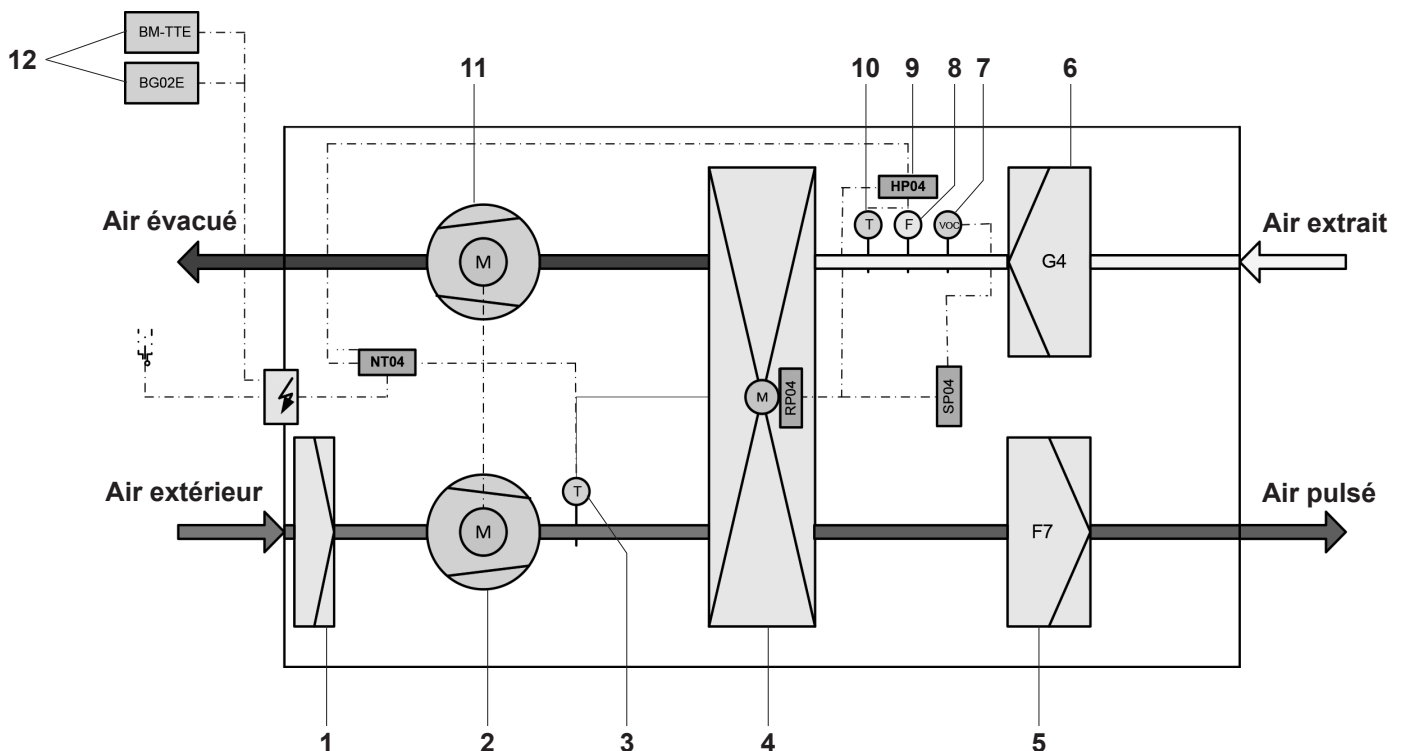 BM-TTE
12
BG02E
11
10
9
8
7
6
HP04
Air évacué
T
F
VOC
Air extrait
M
G4
NT04
M
RP04
SP04
Air extérieur
T
Air pulsé
M
F7
1
2
3
4
5